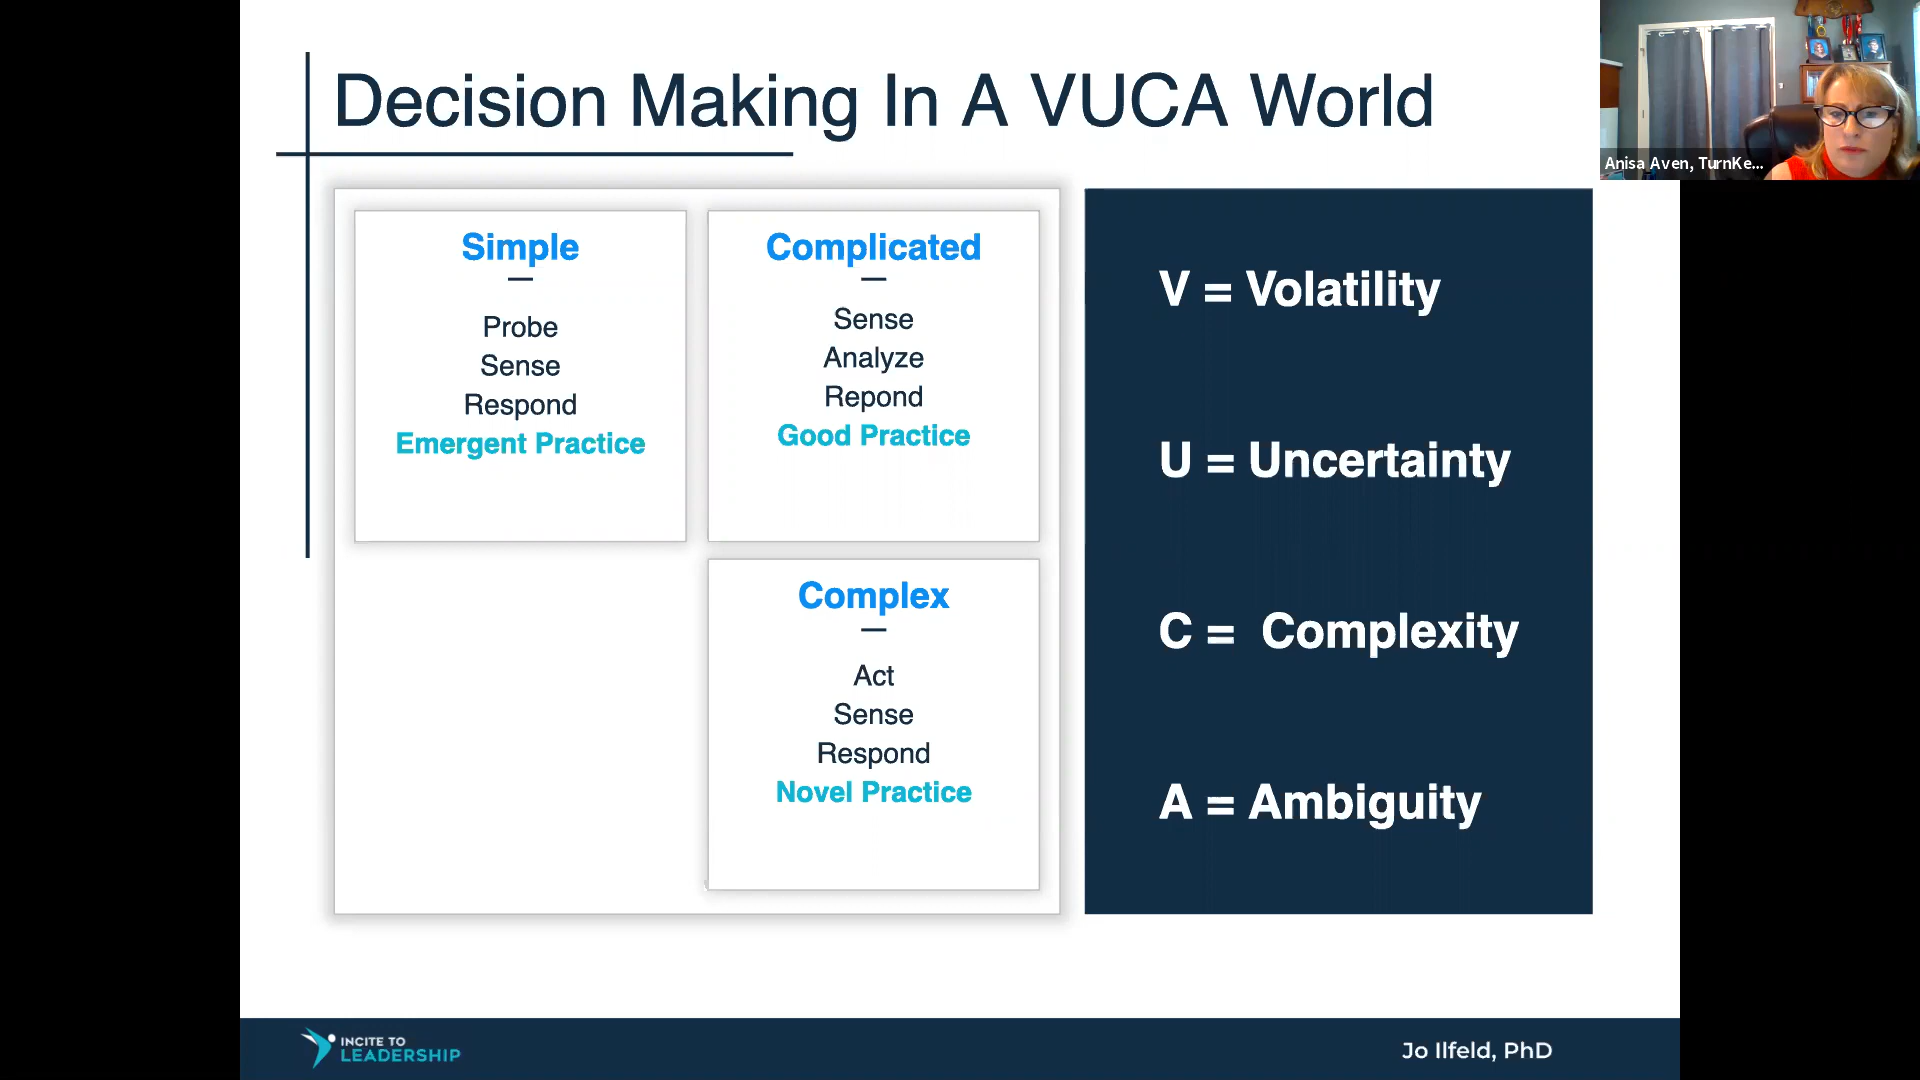 Decision Making In A VUCA World
Anisa Aven, TurnKe...
Simple
Probe
Sense
Respond
Emergent Practice
Complicated
Sense
Analyze
Repond
Good Practice
Complex
Act
Sense
Respond
Novel Practice
V = Volatility
U = Uncertainty
C = Complexity
A = Ambiguity
INCITE TO
LEADERSHIP
Jo Ilfeld, PhD